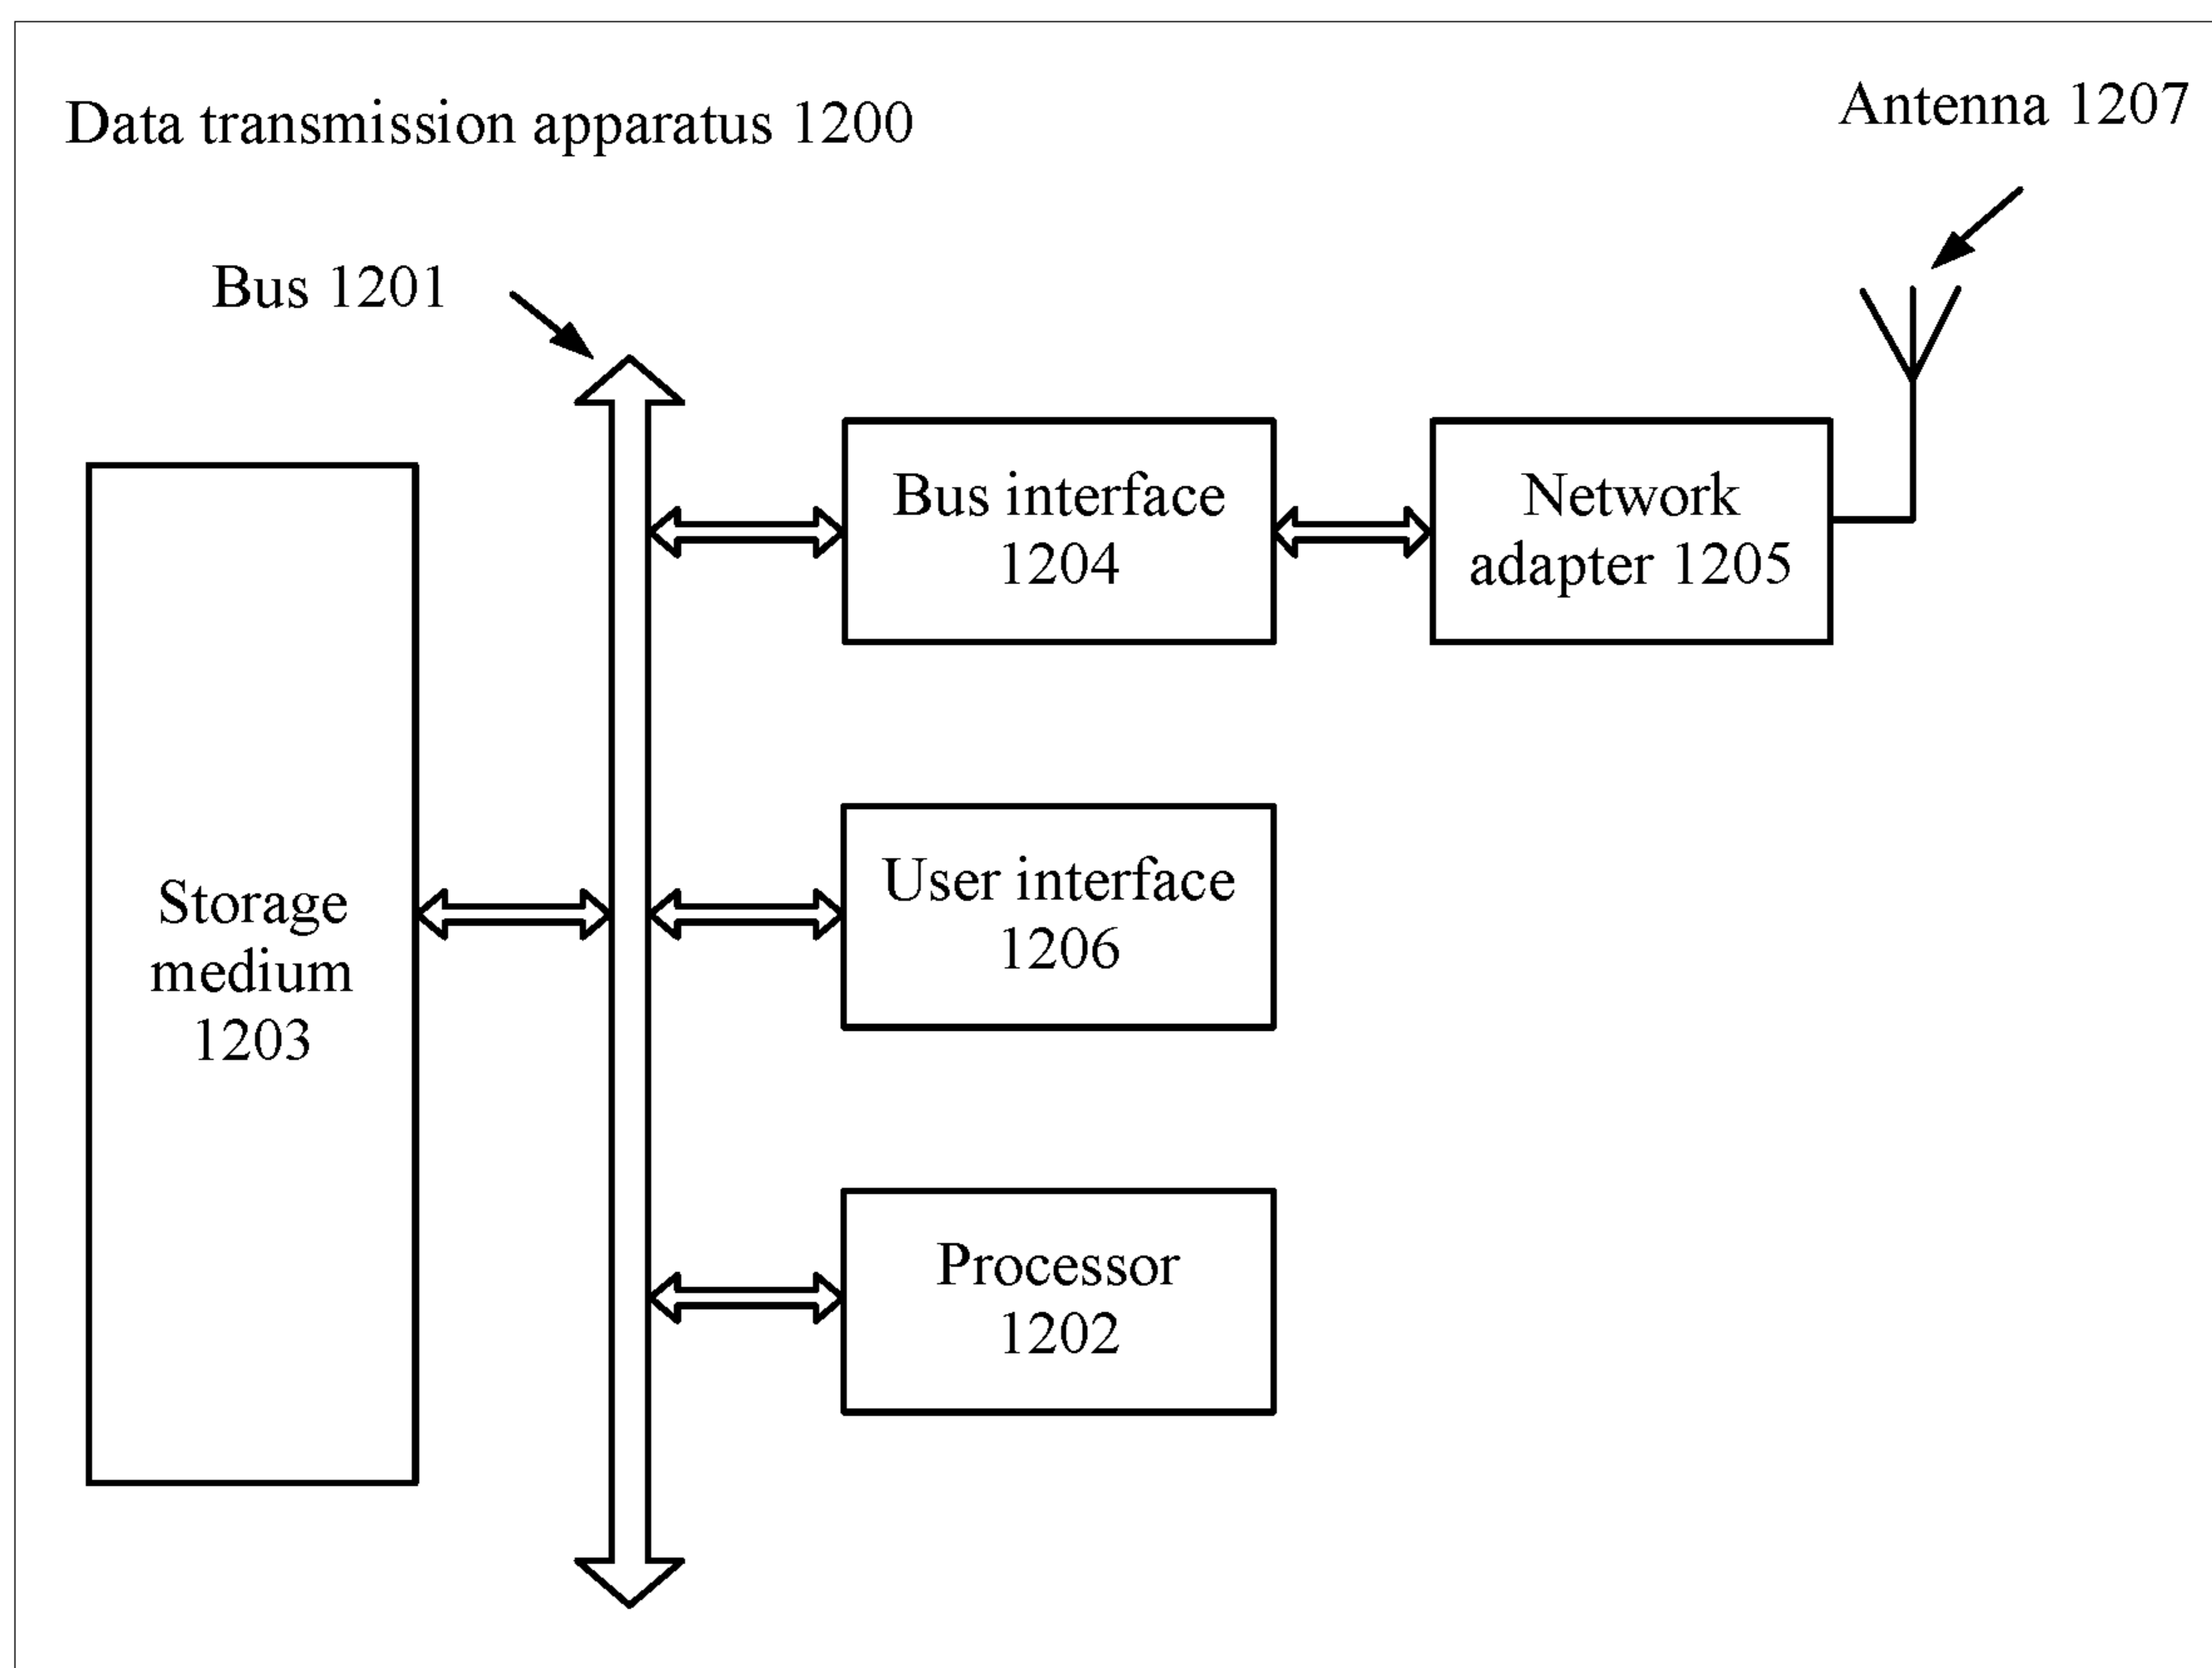 Data transmission apparatus 1200
Antenna 1207
Bus 1201
Bus interface
1204
Network
adapter 1205
Storage
medium
1203
User interface
1206
Processor
1202